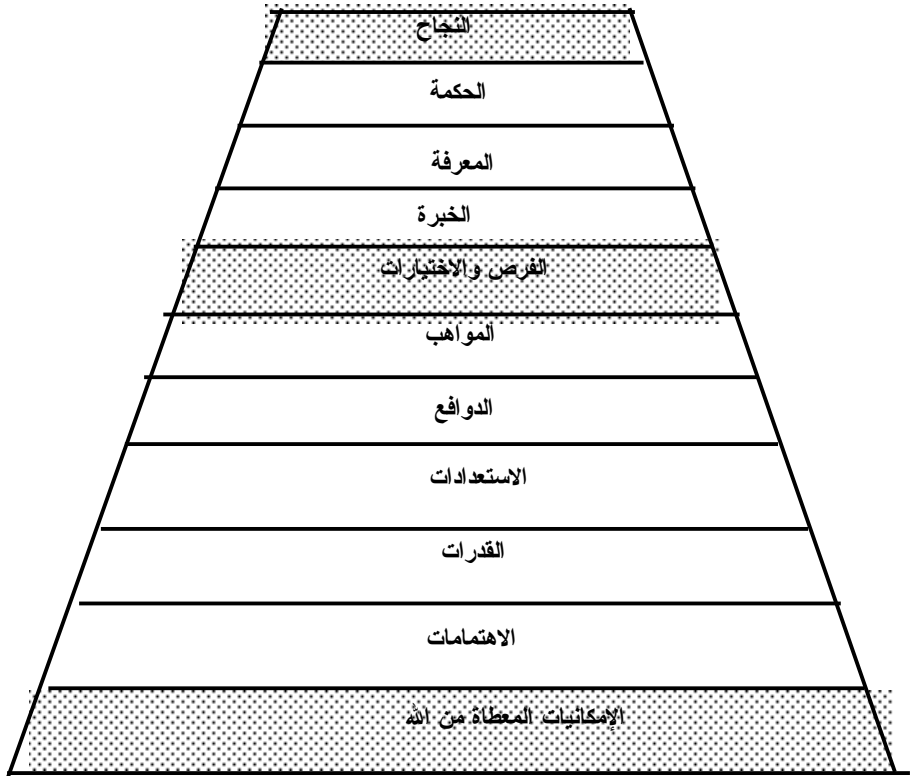 النجاح
الحكمة
المعرفة
الخبرة
الفرص والاختيارات
المواهب
الدوافع
الاستعدادات
القدرات
الاهتمامات
الإمكانيات المعطاة من الله